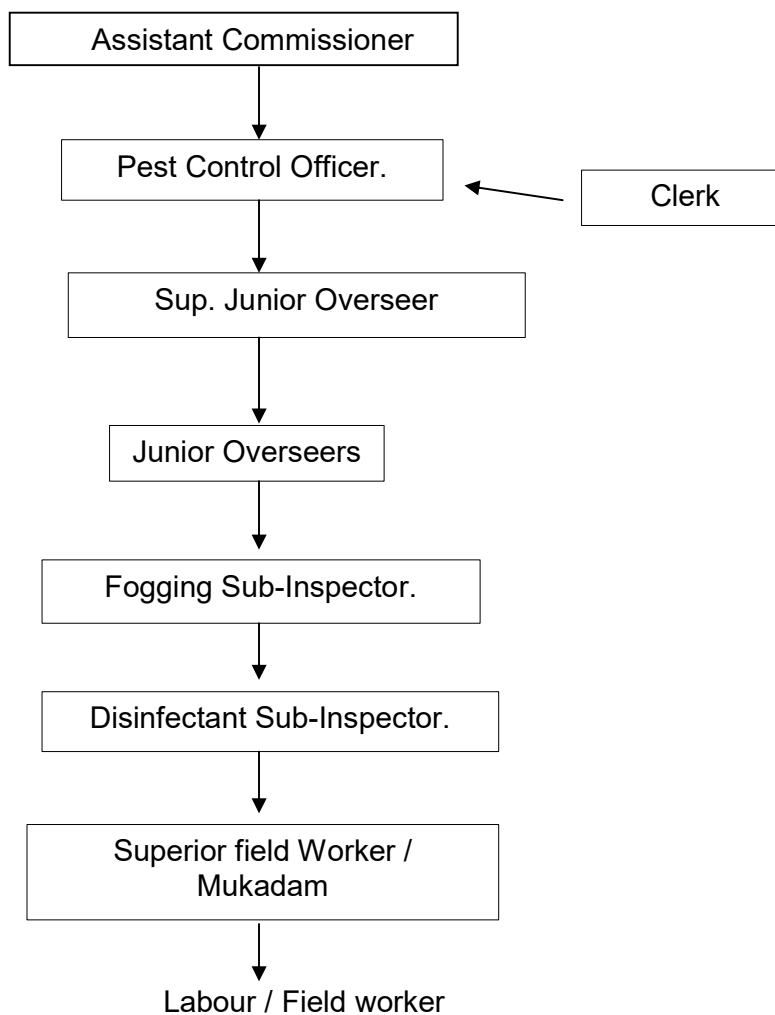 Assistant Commissioner
Pest Control Officer.
Clerk
Sup. Junior Overseer
Junior Overseers
Fogging Sub-Inspector.
Disinfectant Sub-Inspector.
Superior field Worker /
Mukadam
Labour / Field worker